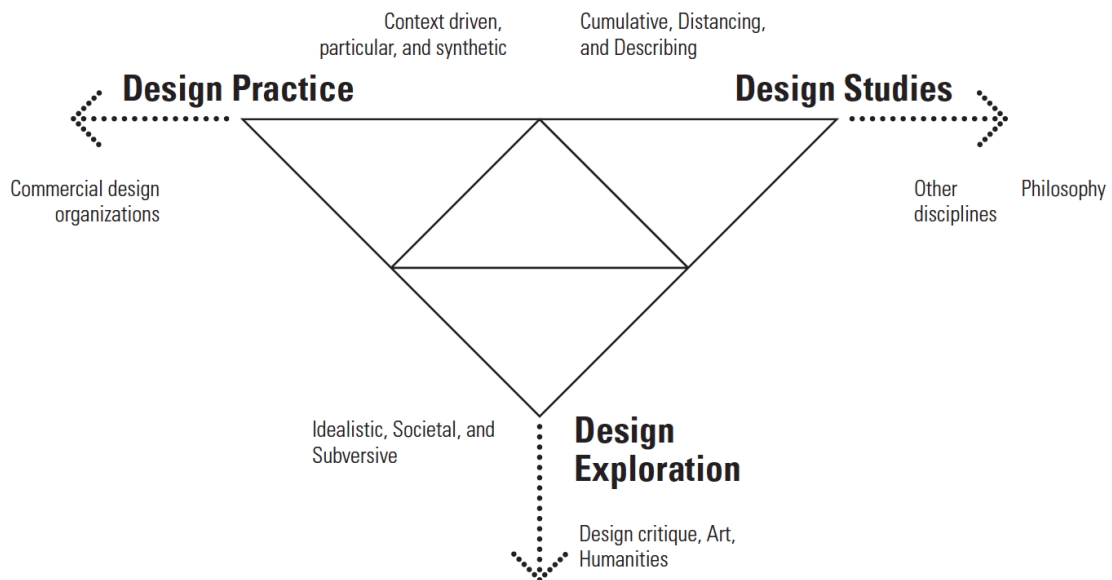 Context driven,
particular, and synthetic
Cumulative, Distancing,
and Describing
Design Practice
Design Studies
Commercial design
organizations
Other
disciplines
Philosophy
Idealistic, Societal, and
Subversive
Design
Exploration
Design critique, Art,
Humanities